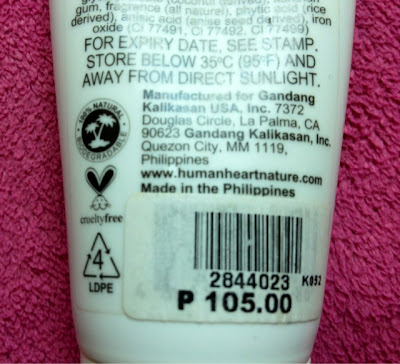 gum, fragrance (all natural), phytic acid (rice
derived), anisic acid (anise seed derived), iron
oxide (CI 77491, CI 77492, CI 77499)
FOR EXPIRY DATE, SEE STAMP.
STORE BELOW 35°C (95°F) AND
AWAY FROM DIRECT SUNLIGHT.
Manufactured for Gandang
Kalikasan USA, Inc. 7372
Douglas Circle, La Palma, CA
90623 Gandang Kalikasan, Inc.
Quezon City, MM 1119,
Philippines
www.humanheartnature.com
Made in the Philippines
100% NATURAL
BIODEGRADABLE
crueltyfree
4
LDPE
2844023 K052
P 105.00